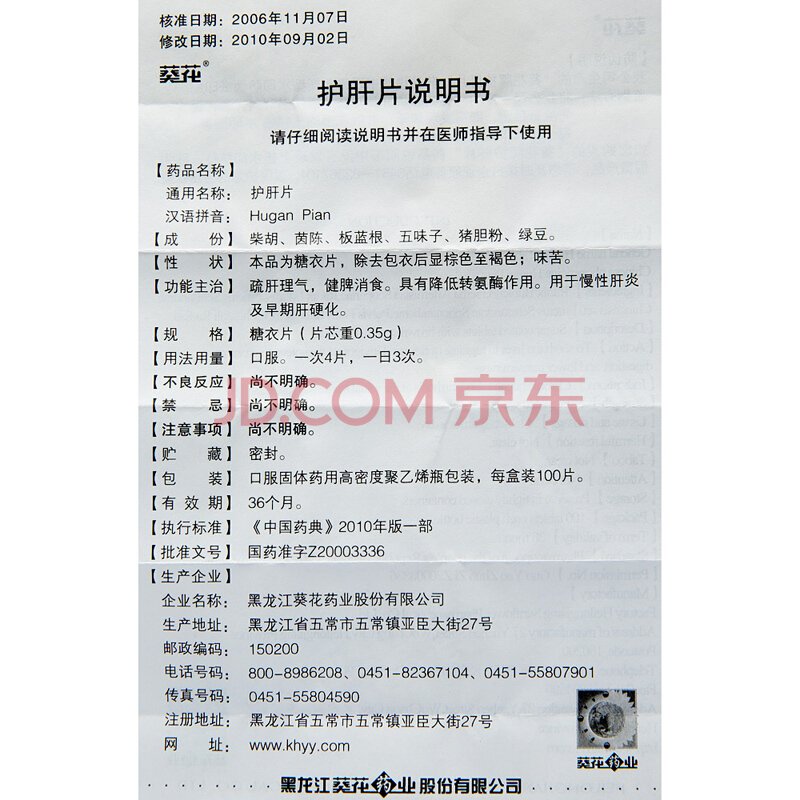 核准日期：2006年11月07日
修改日期：2010年09月02日
葵花®
护肝片说明书
请仔细阅读说明书并在医师指导下使用
【药品名称】
通用名称：护肝片
汉语拼音：Hugan Pian
【成 份】柴胡、茵陈、板蓝根、五味子、猪胆粉、绿豆。
【性 状】本品为糖衣片，除去包衣后显棕色至褐色；味苦。
【功能主治】疏肝理气，健脾消食。具有降低转氨酶作用。用于慢性肝炎
及早期肝硬化。
【规 格】糖衣片（片芯重0.35g）
【用法用量】口服。一次4片，一日3次。
【不良反应】尚不明确。
【禁 忌】尚不明确。
【注意事项】尚不明确。
JD.COM 京东
【贮 藏】密封。
【包 装】口服固体药用高密度聚乙烯瓶包装，每盒装100片。
【有 效 期】36个月。
【执行标准】《中国药典》2010年版一部
【批准文号】国药准字Z20003336
【生产企业】
企业名称：黑龙江葵花药业股份有限公司
生产地址：黑龙江省五常市五常镇亚臣大街27号
邮政编码：150200
电话号码：800-8986208、0451-82367104、0451-55807901
传真号码：0451-55804590
注册地址：黑龙江省五常市五常镇亚臣大街27号
网 址：www.khyy.com
葵花药业
黑龙江葵花药业股份有限公司